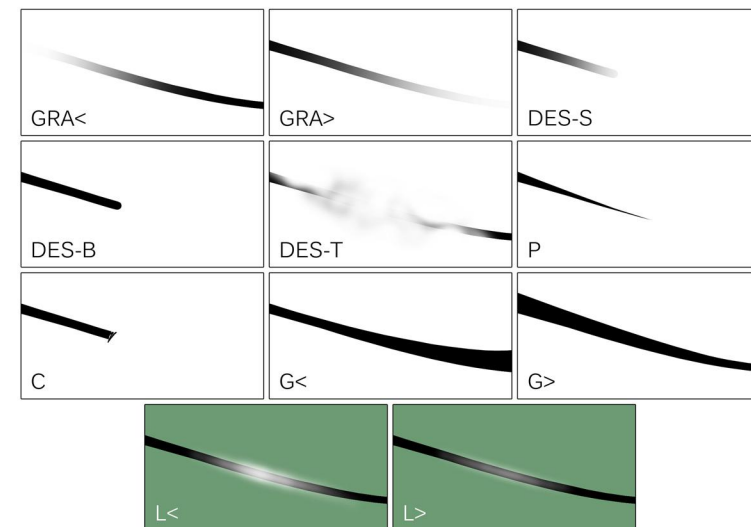 GRA<
GRA>
DES-S
DES-B
DES-T
P
C
G<
G>
L<
L>